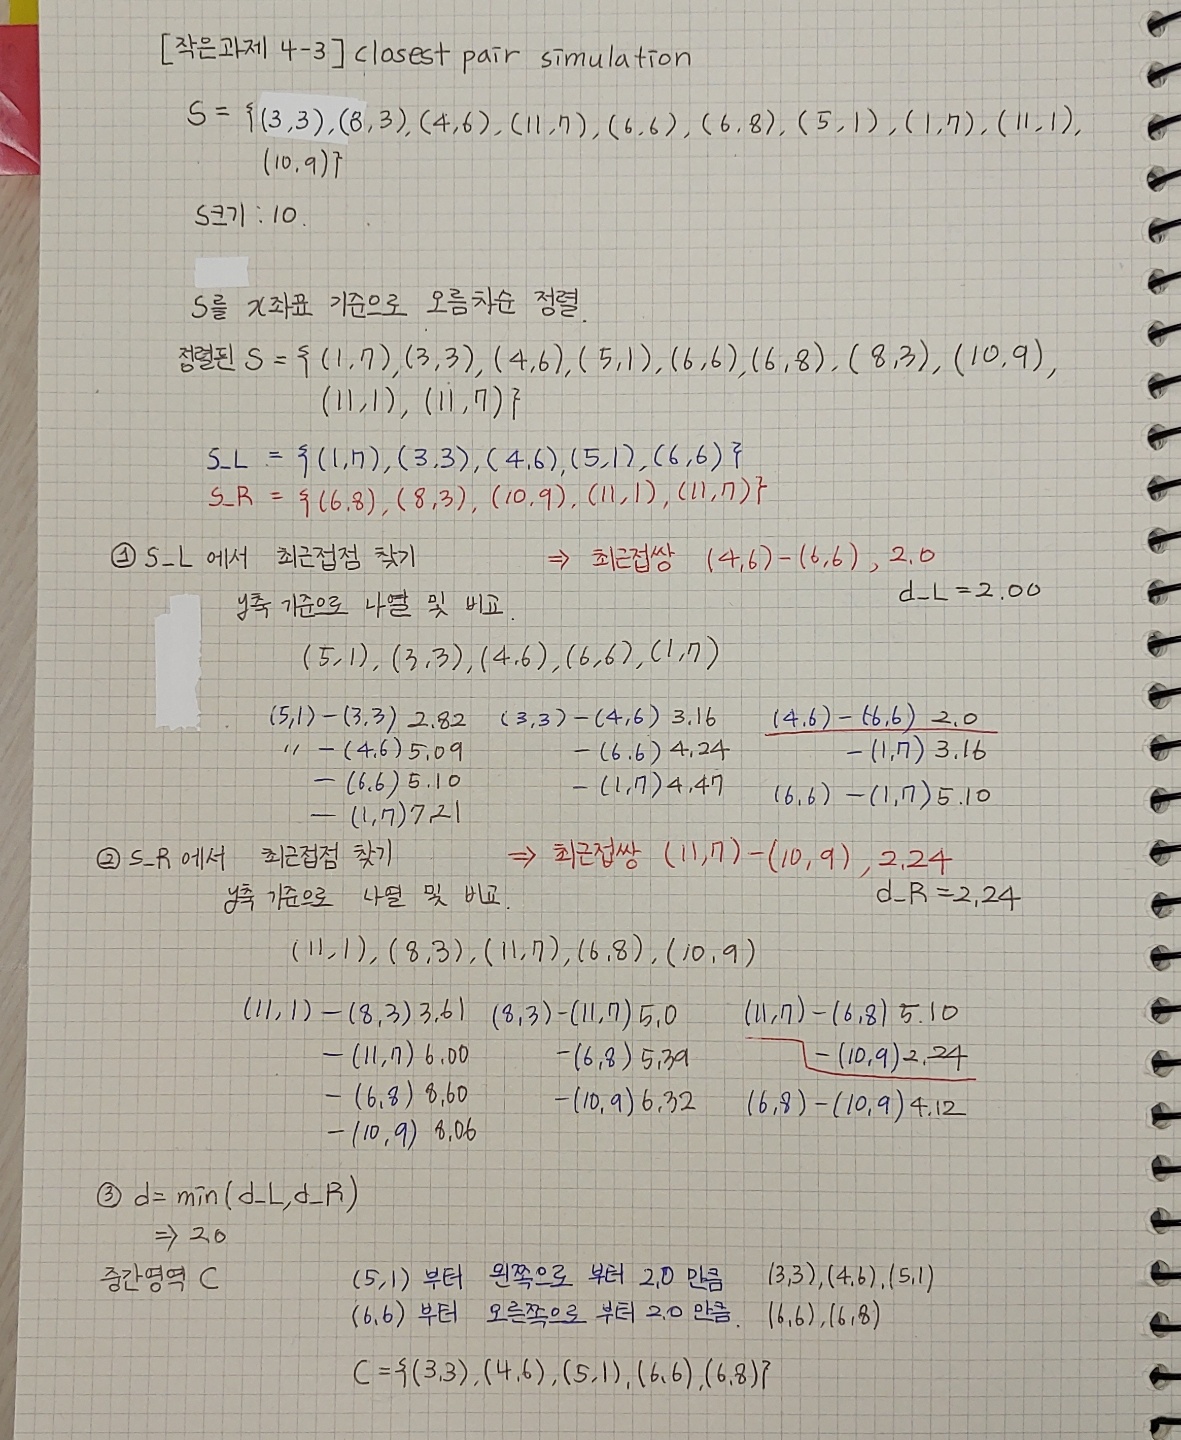 [작은과제 4-3] closest pair simulation
S = {(3,3),(8,3),(4,6),(11,7),(6,6),(6,8),(5,1),(1,7),(11,1),
(10,9)}
S크기 : 10.
S를 x좌표 기준으로 오름차순 정렬.
정렬된 S = {(1,7),(3,3),(4,6),(5,1),(6,6),(6,8),(8,3),(10,9),
(11,1),(11,7)}
S_L = {(1,7),(3,3),(4,6),(5,1),(6,6)}
S_R = {(6,8),(8,3),(10,9),(11,1),(11,7)}
① S_L 에서 최근접점 찾기 ⇒ 최근접쌍 (4,6)-(6,6), 2.0
d_L = 2.00
y축 기준으로 나열 및 비교.
(5,1),(3,3),(4,6),(6,6),(1,7)
(5,1)-(3,3) 2.82 (3,3)-(4,6) 3.16 (4,6)-(6,6) 2.0
" -(4,6) 5.09 -(6,6) 4.24 -(1,7) 3.16
-(6,6) 5.10 -(1,7) 4.47 (6,6)-(1,7) 5.10
-(1,7) 7.21
② S_R 에서 최근접점 찾기 ⇒ 최근접쌍 (11,7)-(10,9), 2.24
y축 기준으로 나열 및 비교. d_R = 2.24
(11,1),(8,3),(11,7),(6,8),(10,9)
(11,1)-(8,3) 3.61 (8,3)-(11,7) 5.0 (11,7)-(6,8) 5.10
-(11,7) 6.00 -(6,8) 5.39 -(10,9) 2.24
-(6,8) 8.60 -(10,9) 6.32 (6,8)-(10,9) 4.12
-(10,9) 8.06
③ d = min(d_L,d_R)
⇒ 2.0
중간영역 C (5,1) 부터 왼쪽으로 부터 2.0 만큼 (3,3),(4,6),(5,1)
(6,6) 부터 오른쪽으로 부터 2.0 만큼. (6,6),(6,8)
C = {(3,3),(4,6),(5,1),(6,6),(6,8)}